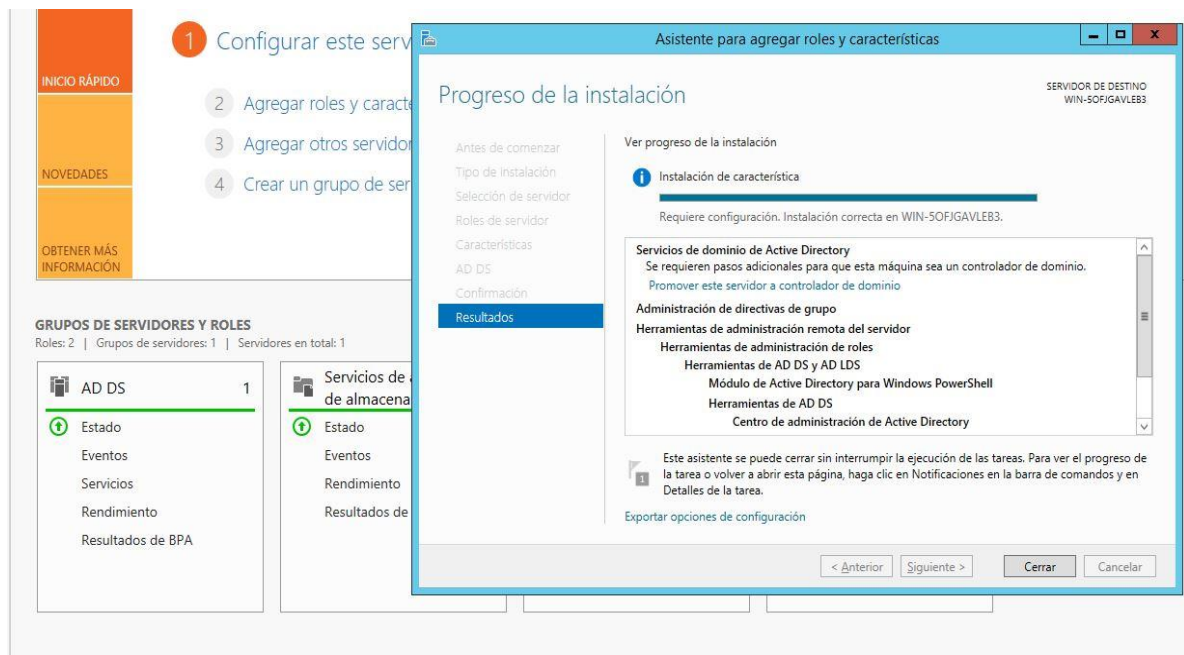 INICIO RÁPIDO
NOVEDADES
OBTENER MÁS
INFORMACIÓN
1 Configurar este serv
2 Agregar roles y caracte
3 Agregar otros servidor
4 Crear un grupo de ser
GRUPOS DE SERVIDORES Y ROLES
Roles: 2 | Grupos de servidores: 1 | Servidores en total: 1
AD DS 1
Estado
Eventos
Servicios
Rendimiento
Resultados de BPA
Servicios de
de almacena
Estado
Eventos
Rendimiento
Resultados de
Asistente para agregar roles y características
Progreso de la instalación
SERVIDOR DE DESTINO
WIN-5OFJGAVLEB3
Antes de comenzar
Tipo de instalación
Selección de servidor
Roles de servidor
Características
AD DS
Confirmación
Resultados
Ver progreso de la instalación
Instalación de característica
Requiere configuración. Instalación correcta en WIN-5OFJGAVLEB3.
Servicios de dominio de Active Directory
Se requieren pasos adicionales para que esta máquina sea un controlador de dominio.
Promover este servidor a controlador de dominio
Administración de directivas de grupo
Herramientas de administración remota del servidor
Herramientas de administración de roles
Herramientas de AD DS y AD LDS
Módulo de Active Directory para Windows PowerShell
Herramientas de AD DS
Centro de administración de Active Directory
1
Este asistente se puede cerrar sin interrumpir la ejecución de las tareas. Para ver el progreso de
la tarea o volver a abrir esta página, haga clic en Notificaciones en la barra de comandos y en
Detalles de la tarea.
Exportar opciones de configuración
< Anterior Siguiente > Cerrar Cancelar